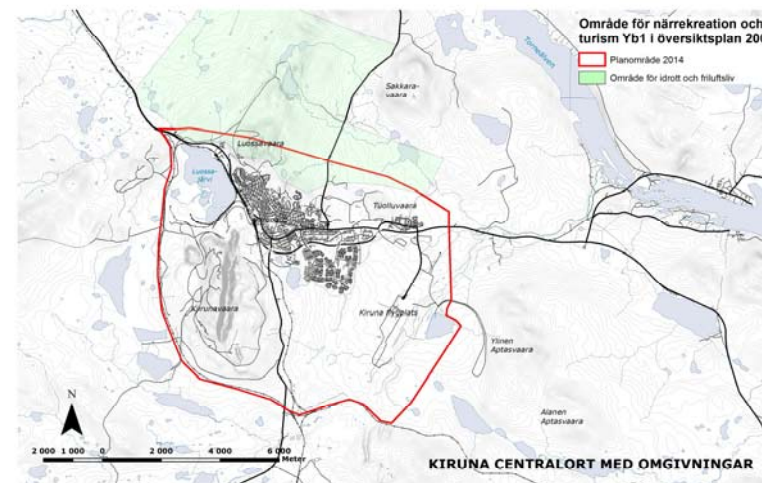 Område för närrekreation och
turism Yb1 i översiktsplan 200
Planområde 2014
Område för idrott och friluftsliv
Torneälven
Sakkara-
vaara
Luossavaara
Luossa-
järvi
Tuolluvaara
Kiirunavaara
Kiruna flygplats
Ylinen
Aptasvaara
Alanen
Aptasvaara
N
2 000 1 000 0 2 000 4 000 6 000
Meter
KIRUNA CENTRALORT MED OMGIVNINGAR